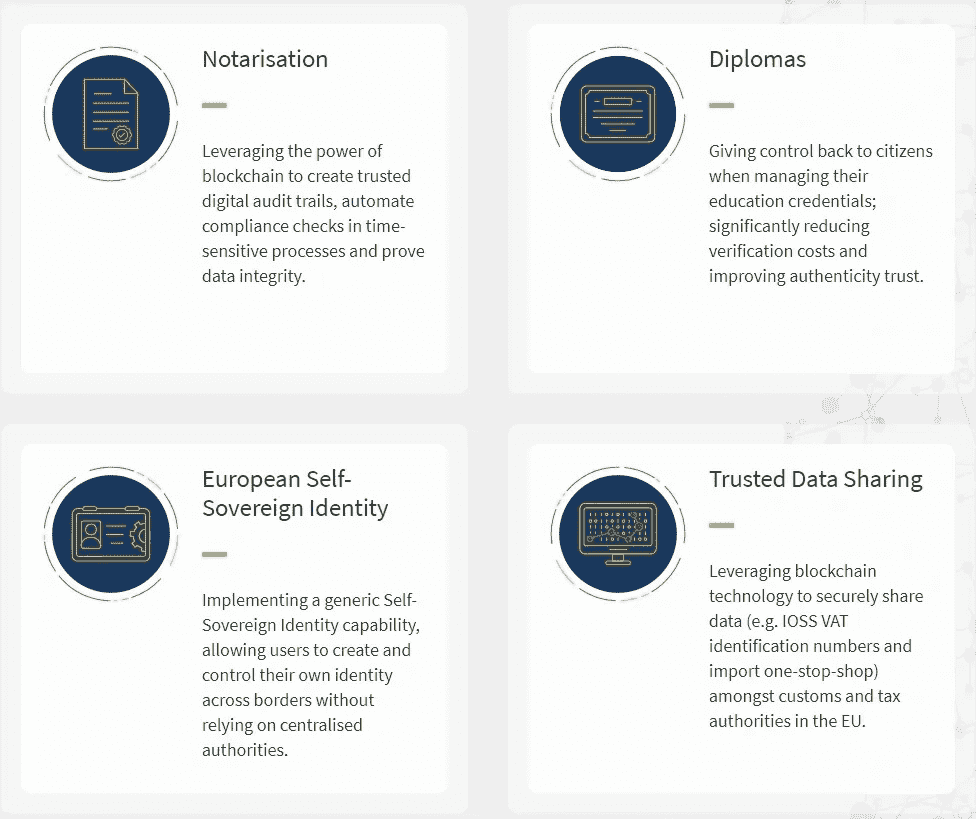 Notarisation
Leveraging the power of
blockchain to create trusted
digital audit trails, automate
compliance checks in time-
sensitive processes and prove
data integrity.
Diplomas
Giving control back to citizens
when managing their
education credentials;
significantly reducing
verification costs and
improving authenticity trust.
European Self-
Sovereign Identity
Implementing a generic Self-
Sovereign Identity capability,
allowing users to create and
control their own identity
across borders without
relying on centralised
authorities.
Trusted Data Sharing
Leveraging blockchain
technology to securely share
data (e.g. IOSS VAT
identification numbers and
import one-stop-shop)
amongst customs and tax
authorities in the EU.